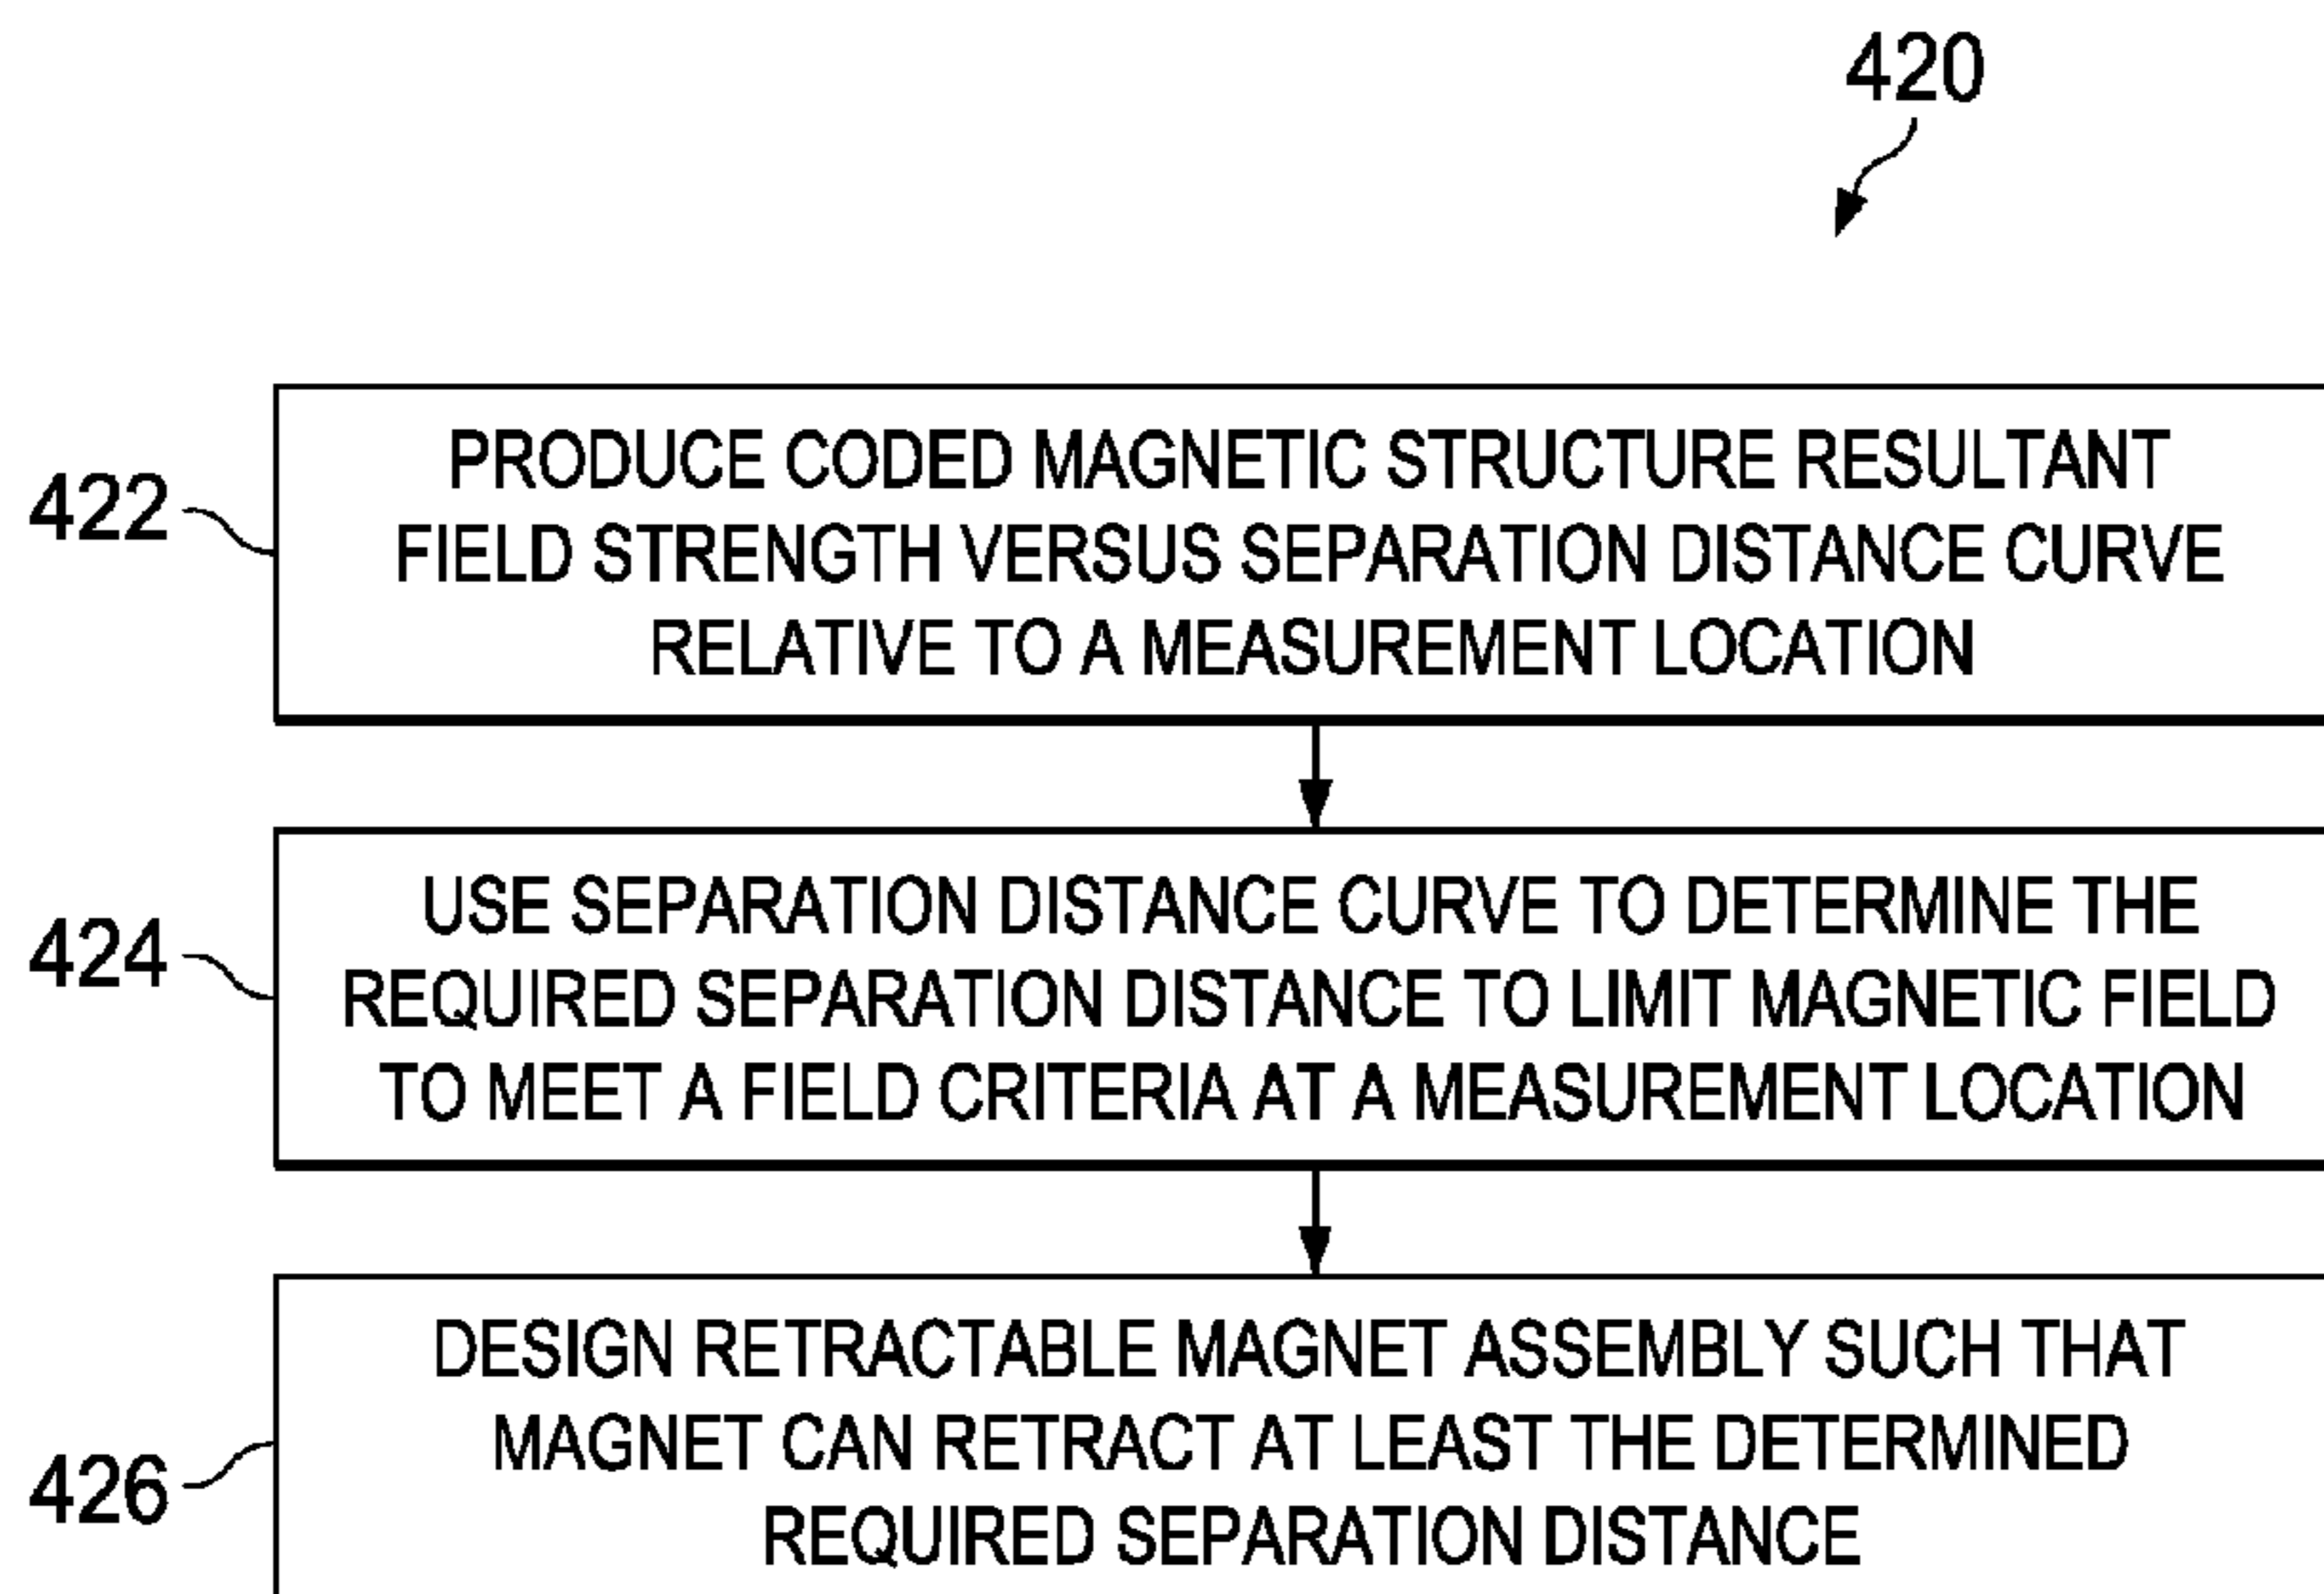 420
422
PRODUCE CODED MAGNETIC STRUCTURE RESULTANT
FIELD STRENGTH VERSUS SEPARATION DISTANCE CURVE
RELATIVE TO A MEASUREMENT LOCATION
424
USE SEPARATION DISTANCE CURVE TO DETERMINE THE
REQUIRED SEPARATION DISTANCE TO LIMIT MAGNETIC FIELD
TO MEET A FIELD CRITERIA AT A MEASUREMENT LOCATION
426
DESIGN RETRACTABLE MAGNET ASSEMBLY SUCH THAT
MAGNET CAN RETRACT AT LEAST THE DETERMINED
REQUIRED SEPARATION DISTANCE